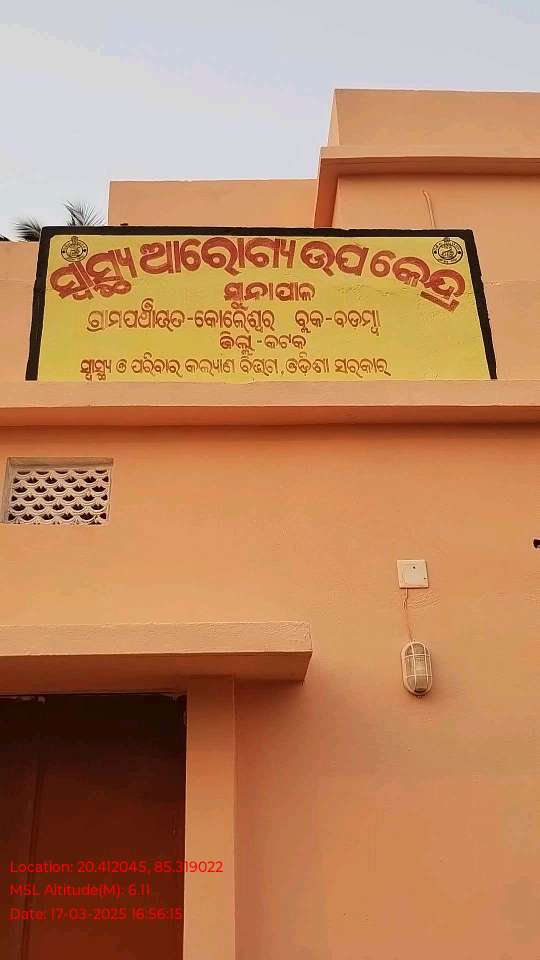 ସ୍ୱାସ୍ଥ୍ୟ ଆରୋଗ୍ୟ ଉପ କେନ୍ଦ୍ର
ସୁନାପାଳ
ଗ୍ରାମପଞ୍ଚାୟତ-କୋଲେଶ୍ୱର ବ୍ଲକ-ବଡମ୍ବା
ଜିଲ୍ଲା-କଟକ
ସ୍ୱାସ୍ଥ୍ୟ ଓ ପରିବାର କଲ୍ୟାଣ ବିଭାଗ, ଓଡିଶା ସରକାର
Location: 20.412045, 85.319022
MSL Altitude(M): 6.11
Date: 17-03-2025 16:56:15